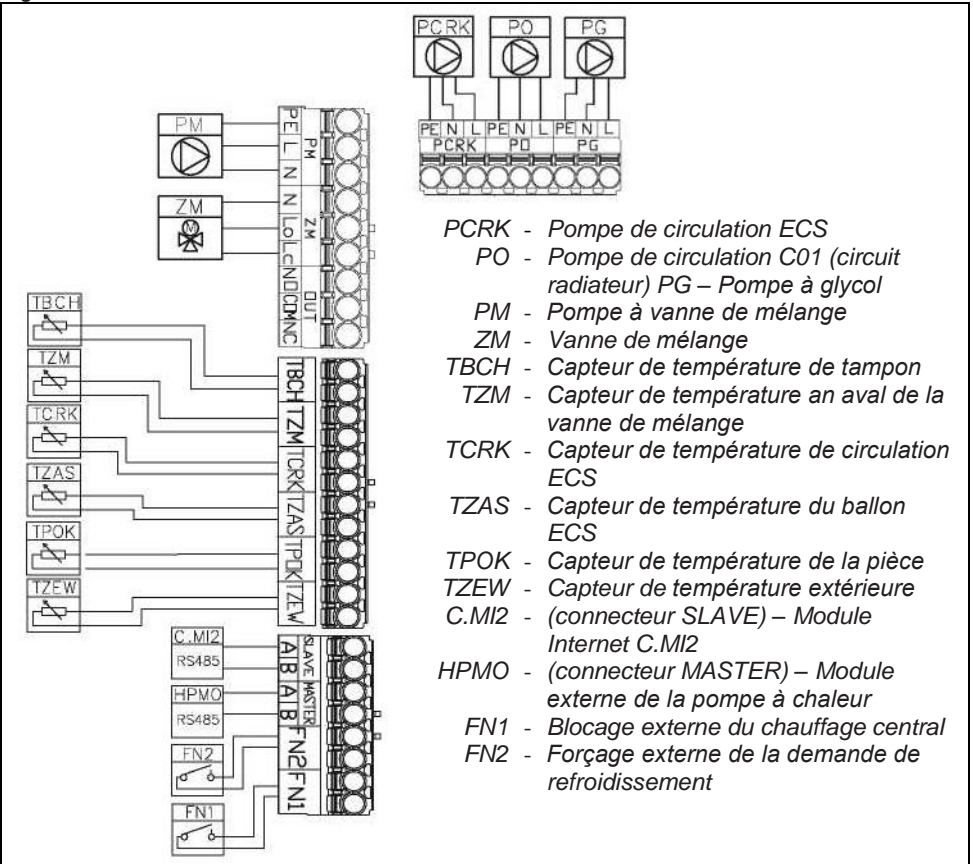 PCRK PO PG
PE N L PE N L PE N L
PCRK PO PG
PM
PE
L
N
PM
ZM
N
Lo
Lc
ZM
NO
COM
NC
OUT
TBCH
TBCH
TZM
TZM
TCRK
TCRK
TZAS
TZAS
TPOK
TPOK
TZEW
TZEW
C.MI2
RS485
A
B
SLAVE
HPMO
RS485
A
B
MASTER
FN2
FN2
FN1
FN1
PCRK - Pompe de circulation ECS
PO - Pompe de circulation C01 (circuit
radiateur) PG – Pompe à glycol
PM - Pompe à vanne de mélange
ZM - Vanne de mélange
TBCH - Capteur de température de tampon
TZM - Capteur de température an aval de la
vanne de mélange
TCRK - Capteur de température de circulation
ECS
TZAS - Capteur de température du ballon
ECS
TPOK - Capteur de température de la pièce
TZEW - Capteur de température extérieure
C.MI2 - (connecteur SLAVE) – Module
Internet C.MI2
HPMO - (connecteur MASTER) – Module
externe de la pompe à chaleur
FN1 - Blocage externe du chauffage central
FN2 - Forçage externe de la demande de
refroidissement